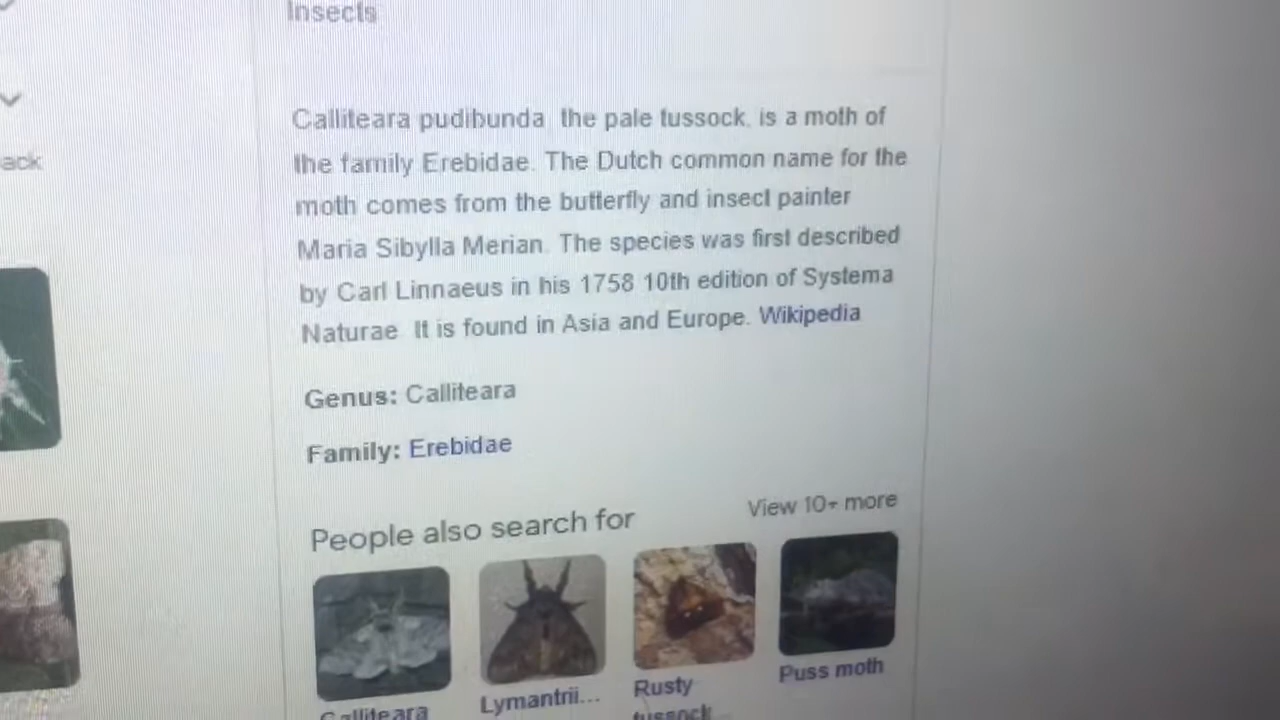 Insects
ack
Calliteara pudibunda the pale tussock, is a moth of
the family Erebidae. The Dutch common name for the
moth comes from the butterfly and insect painter
Maria Sibylla Merian. The species was first described
by Carl Linnaeus in his 1758 10th edition of Systema
Naturae It is found in Asia and Europe. Wikipedia
Genus: Calliteara
Family: Erebidae
People also search for
View 10+ more
Calliteara
Lymantrii...
Rusty
tussock
Puss moth